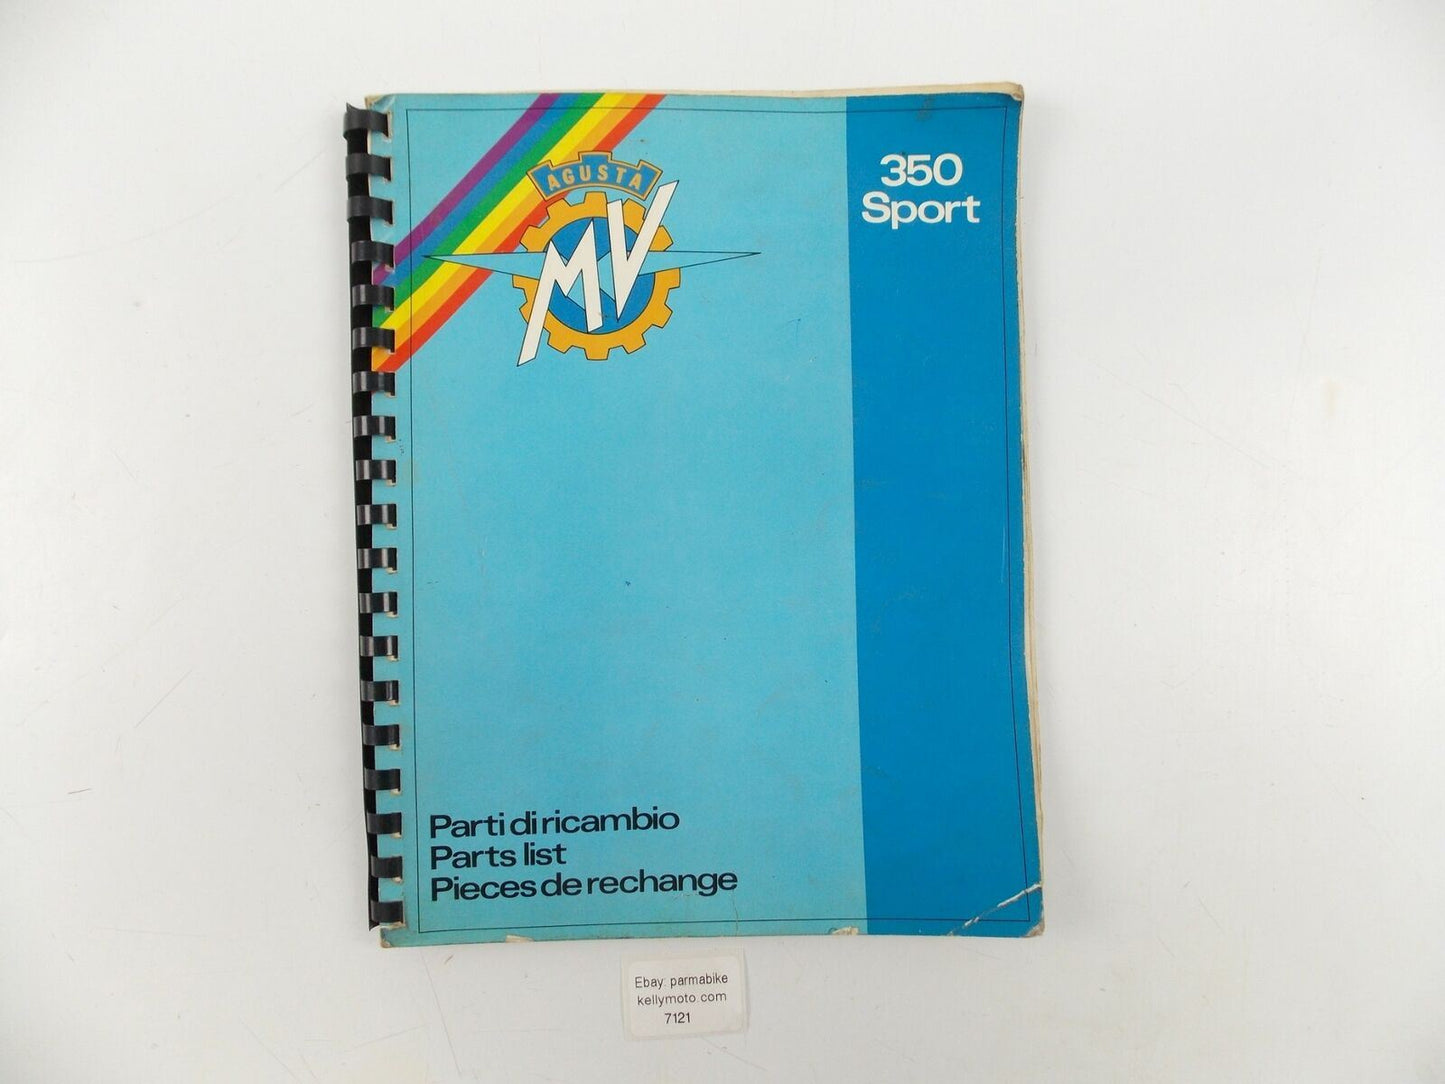 AGUSTA
MV
350
Sport
Parti di ricambio
Parts list
Pieces de rechange
Ebay: parmabike
kellymoto.com
7121